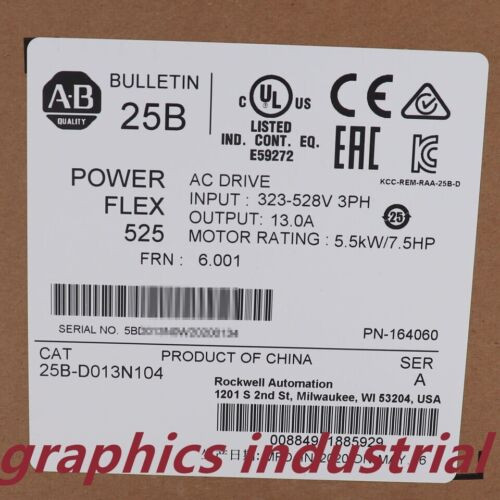 A-B
QUALITY
BULLETIN
25B
C UL US
LISTED
IND. CONT. EQ.
E59272
CE
EAC
KCC-REM-RAA-25B-D
25
POWER
FLEX
525
AC DRIVE
INPUT : 323-528V 3PH
OUTPUT: 13.0A
MOTOR RATING : 5.5kW/7.5HP
FRN : 6.001
SERIAL NO.
PN-164060
CAT
25B-D013N104
PRODUCT OF CHINA
SER
A
Rockwell Automation
1201 S 2nd St, Milwaukee, WI 53204, USA
1885929
graphics industrial